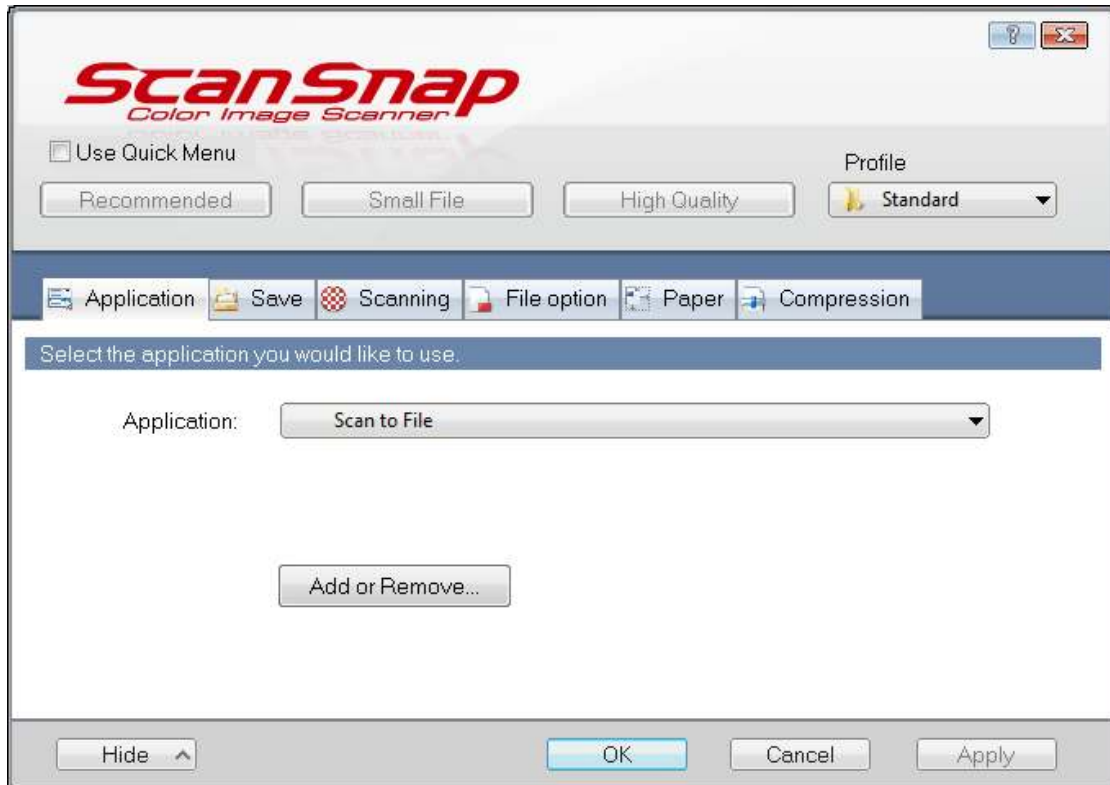 ScanSnap
Color Image Scanner
Use Quick Menu
Profile
Recommended Small File High Quality Standard
Application Save Scanning File option Paper Compression
Select the application you would like to use.
Application: Scan to File
Add or Remove...
Hide OK Cancel Apply